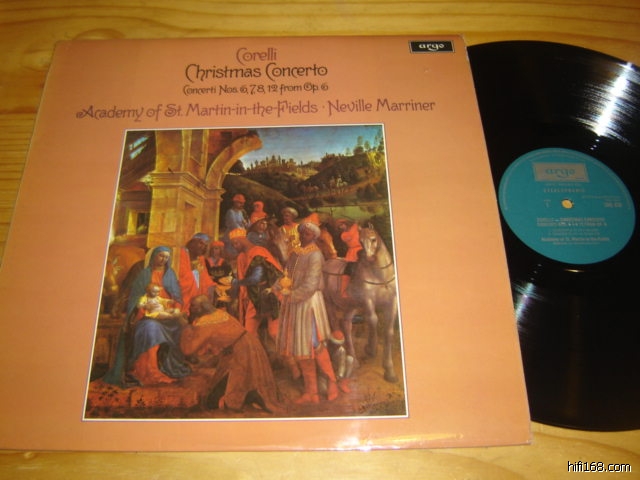 argo
Corelli
Christmas Concerto
Concerti Nos. 6, 7, 8, 12 from Op. 6
Academy of St. Martin-in-the-Fields · Neville Marriner
argo
hifi168.com